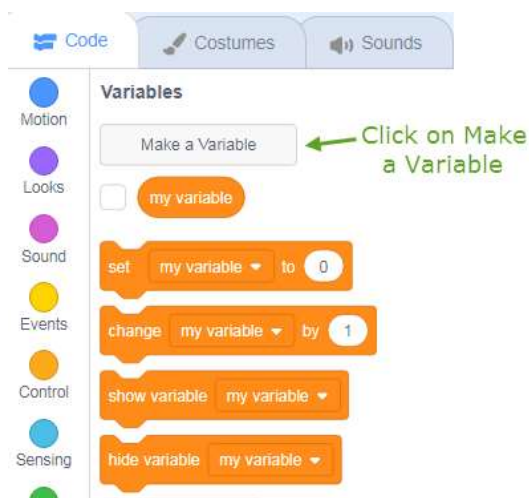 Code Costumes Sounds
Motion
Looks
Sound
Events
Control
Sensing
Variables
Make a Variable
Click on Make
a Variable
my variable
set my variable to 0
change my variable by 1
show variable my variable
hide variable my variable